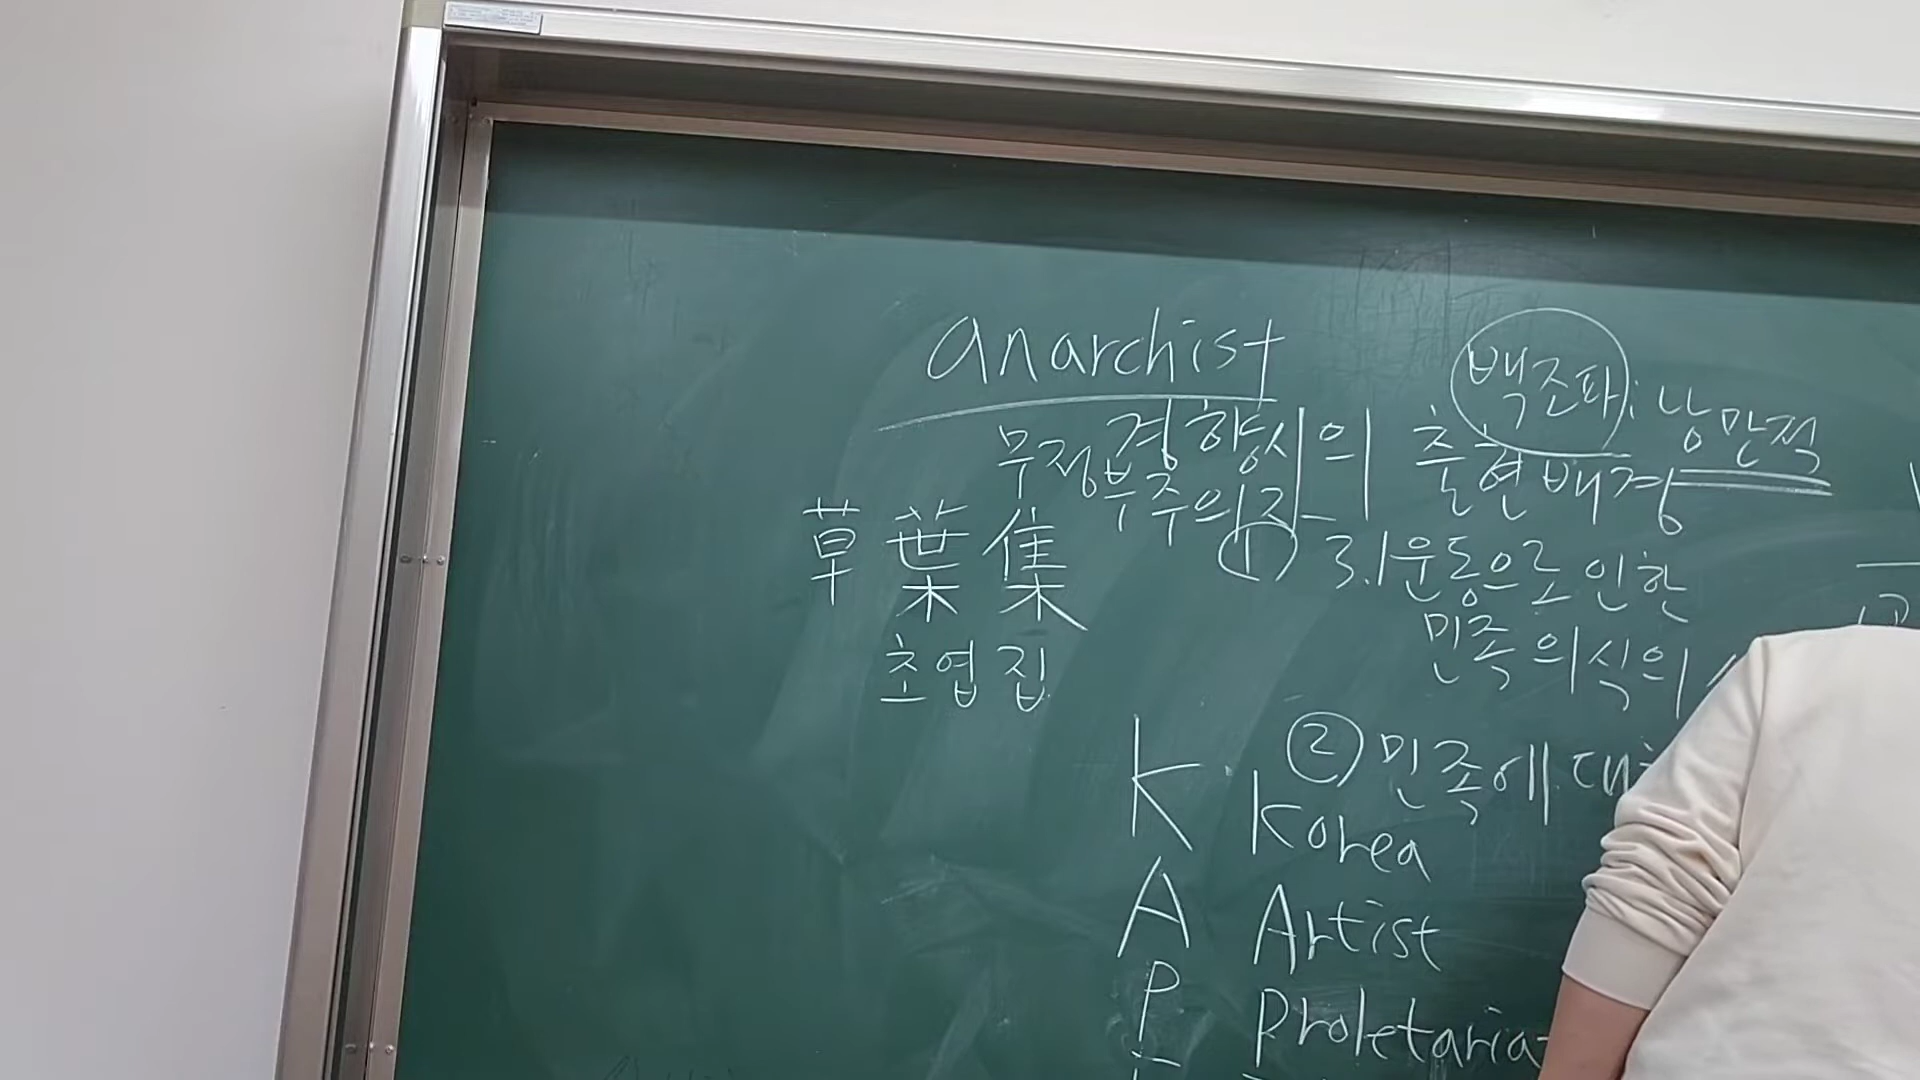 anarchist
백조파: 낭만적
무정부주의자
경향시의 출현배경
草葉集
초엽집
① 3.1운동으로 인한
민족의식의
② 민족에
K Korea
A Artist
P Proletaria